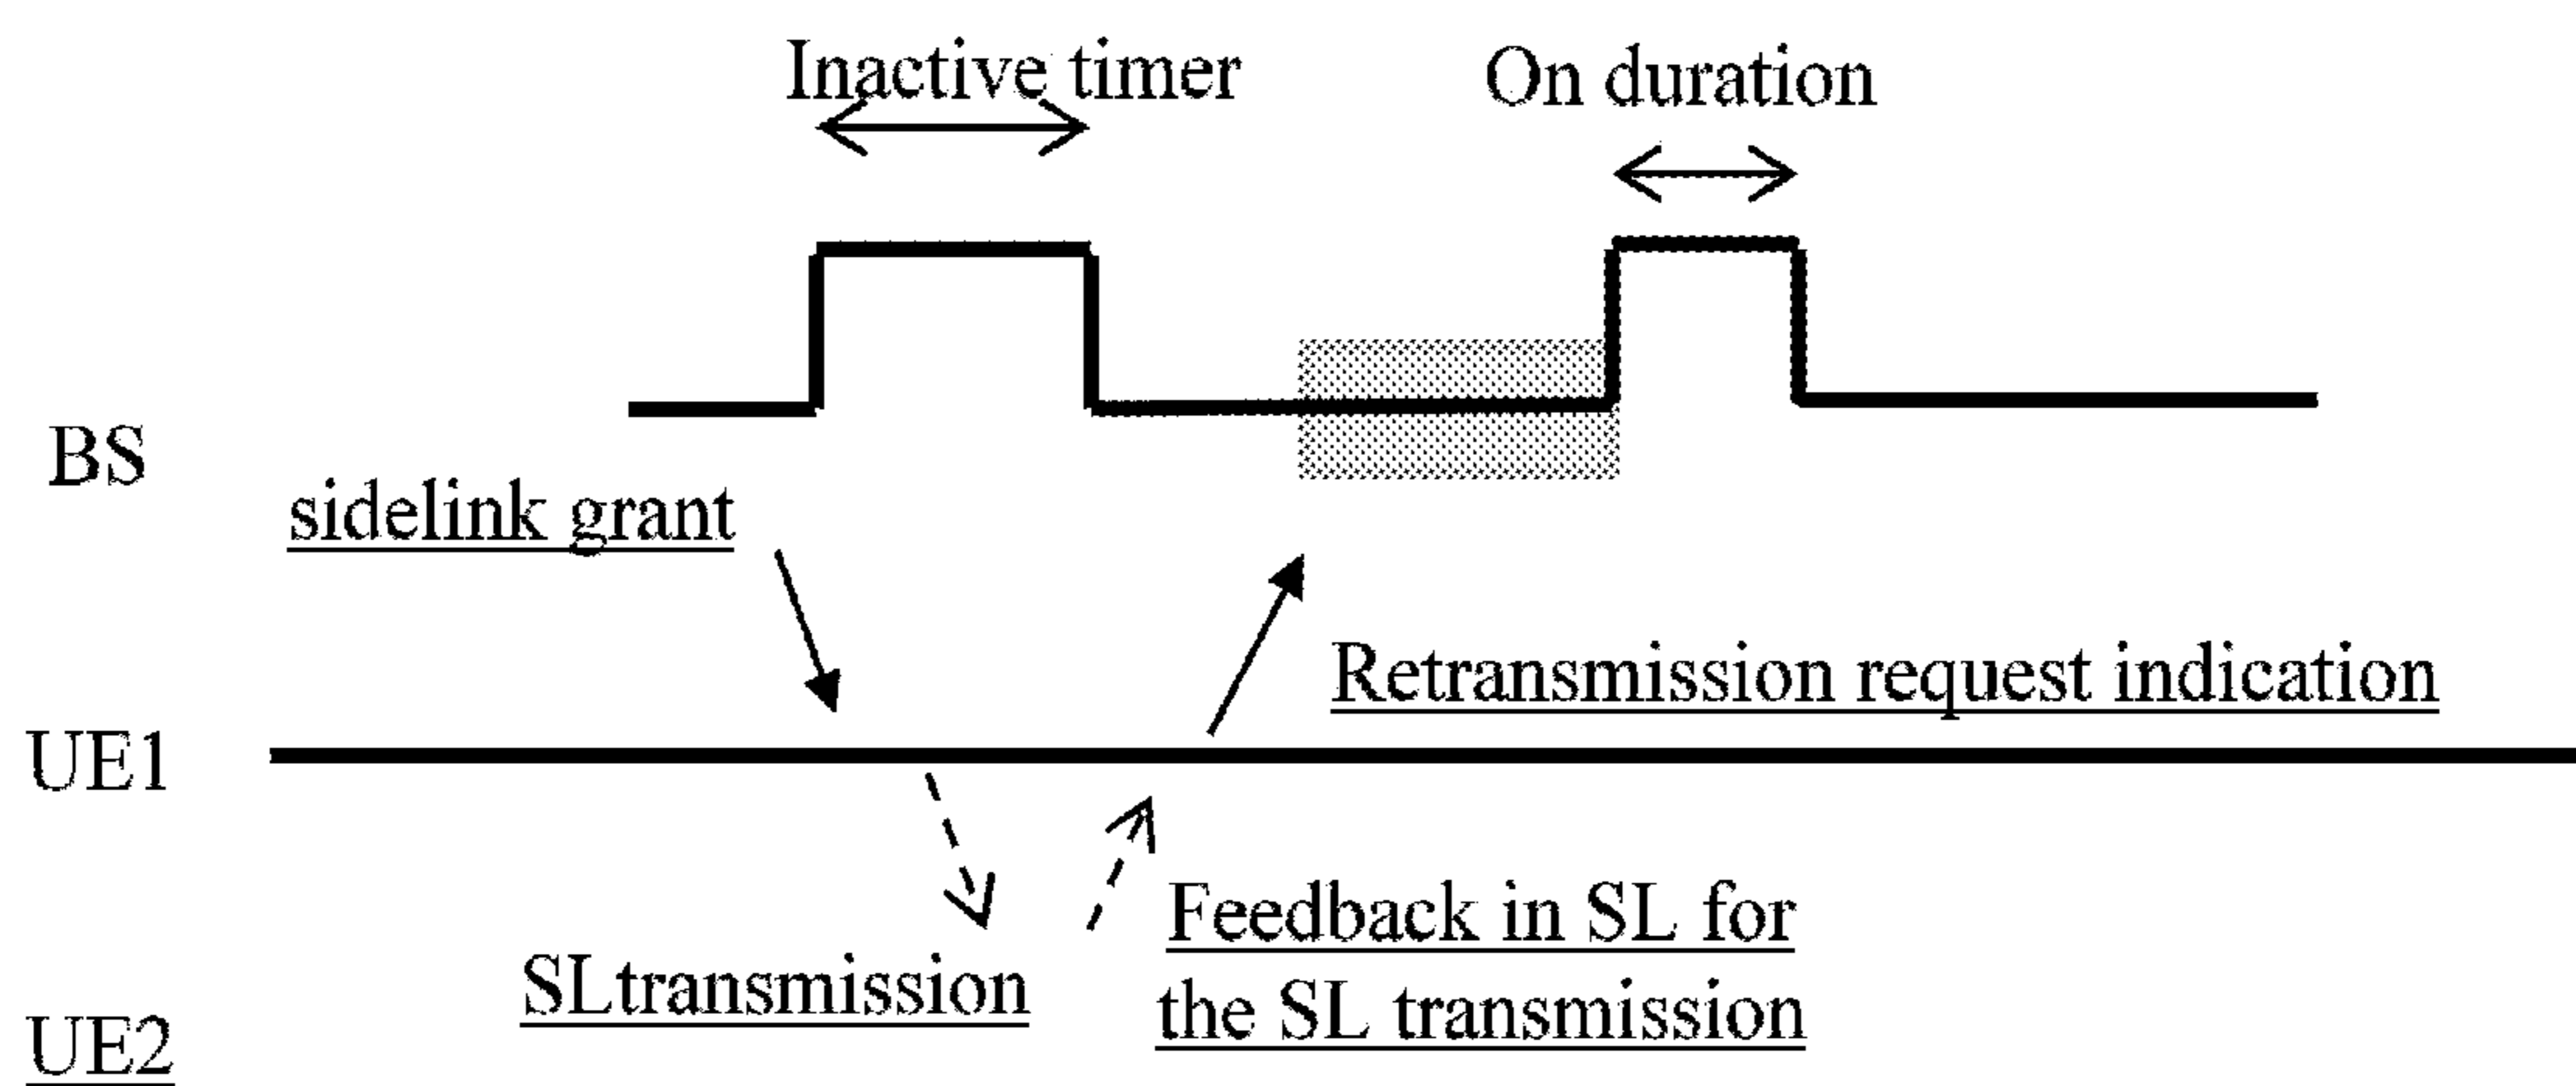 Inactive timer
On duration
BS
sidelink grant
Retransmission request indication
UE1
Feedback in SL for
SLtransmission
the SL transmission
UE2